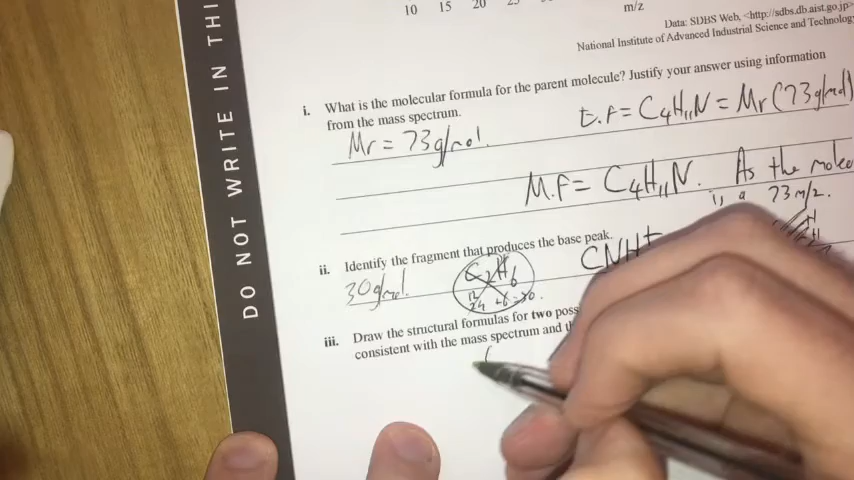 10 15 20 25
m/z
Data: SDBS Web, <http://sdbs.db.aist.go.jp>
National Institute of Advanced Industrial Science and Technology
DO NOT WRITE IN THI
i. What is the molecular formula for the parent molecule? Justify your answer using information
from the mass spectrum.
E.F = C4H11N = Mr (73g/mol)
Mr = 73g/mol.
M.F = C4H11N. As the molec
is a 73 m/z.
ii. Identify the fragment that produces the base peak.
30g/mol. C2H6 CNH+
12 24 +6 = 30.
iii. Draw the structural formulas for two poss
consistent with the mass spectrum and th